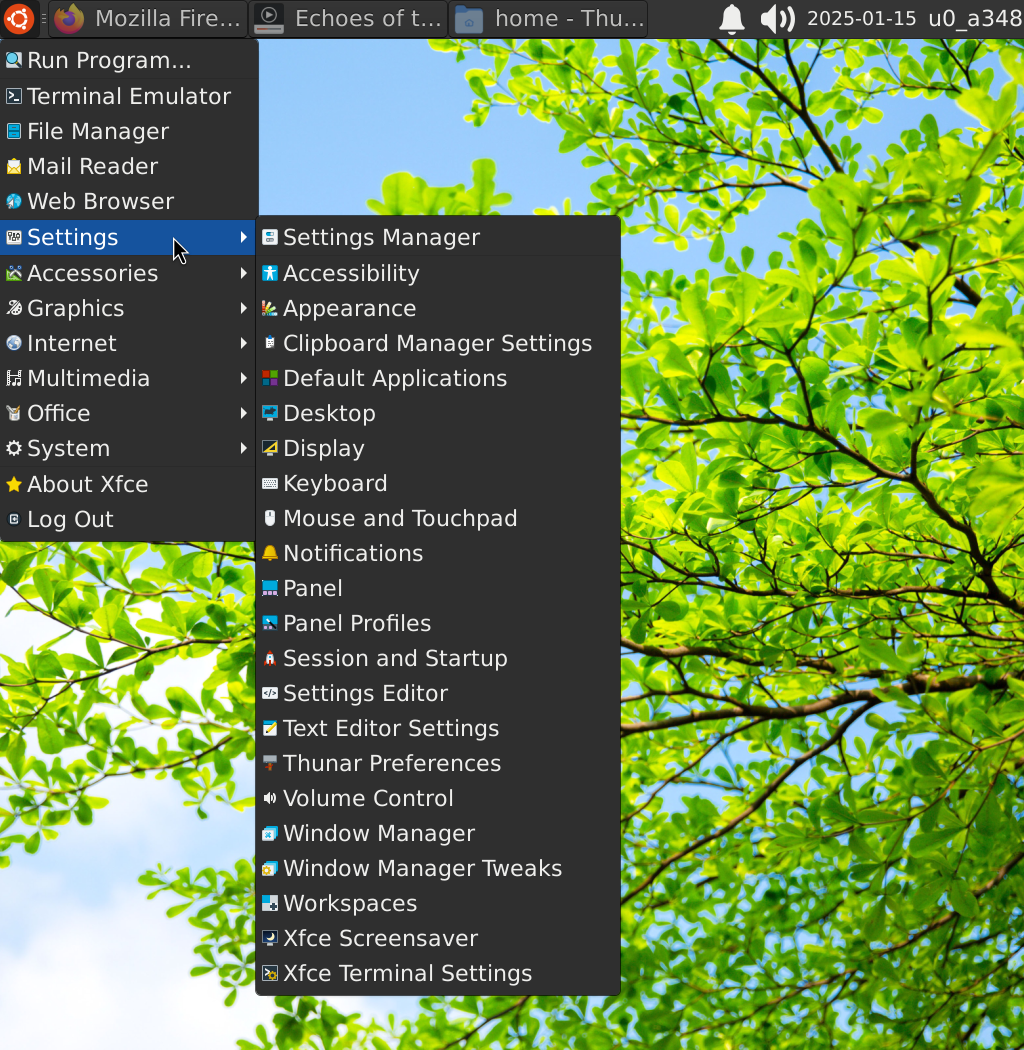 Mozilla Fire... Echoes of t... home - Thu... 2025-01-15 u0_a348
Run Program...
Terminal Emulator
File Manager
Mail Reader
Web Browser
Settings
Accessories
Graphics
Internet
Multimedia
Office
System
About Xfce
Log Out
Settings Manager
Accessibility
Appearance
Clipboard Manager Settings
Default Applications
Desktop
Display
Keyboard
Mouse and Touchpad
Notifications
Panel
Panel Profiles
Session and Startup
Settings Editor
Text Editor Settings
Thunar Preferences
Volume Control
Window Manager
Window Manager Tweaks
Workspaces
Xfce Screensaver
Xfce Terminal Settings